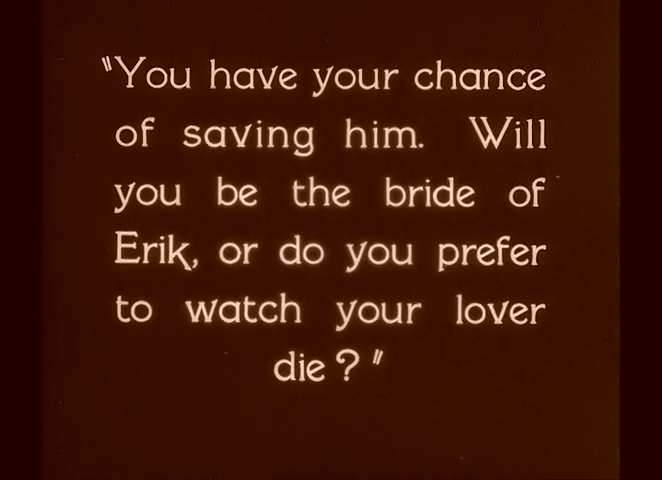 "You have your chance
of saving him. Will
you be the bride of
Erik, or do you prefer
to watch your lover
die?"